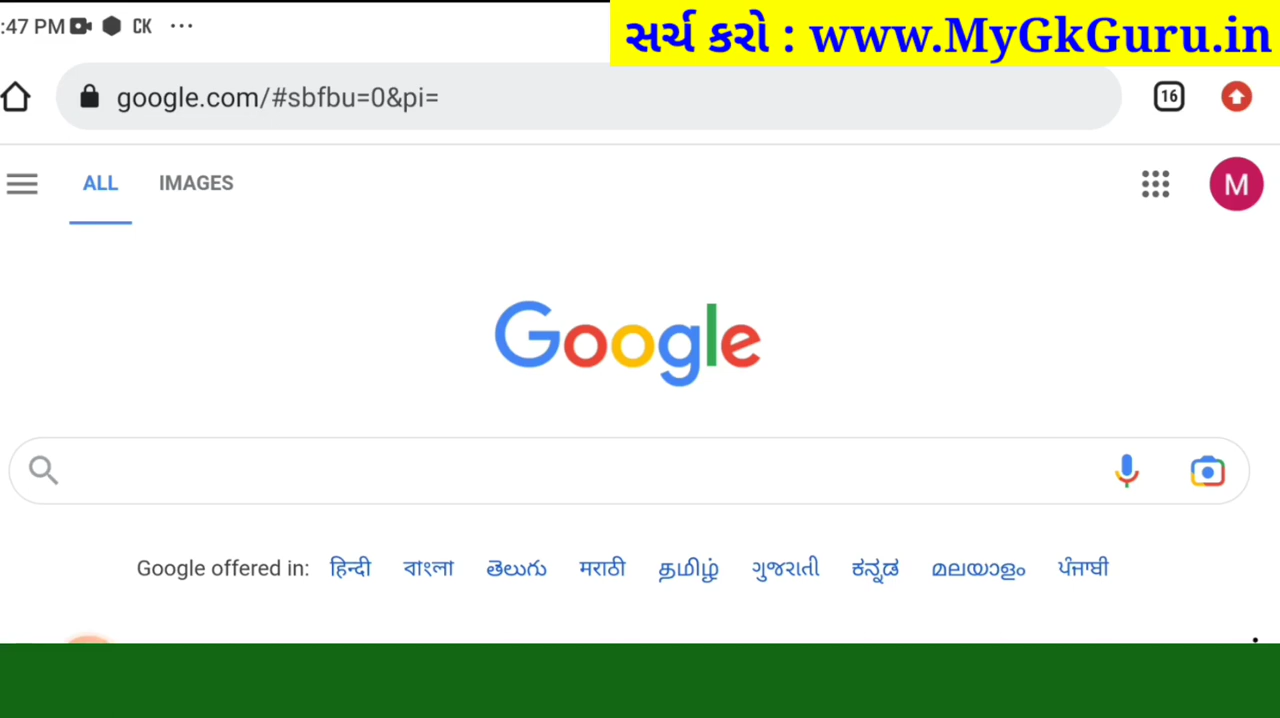 :47 PM CK ...
સર્ચ કરો : www.MyGkGuru.in
google.com/#sbfbu=0&pi=
16
ALL IMAGES
M
Google
Google offered in: हिन्दी বাংলা తెలుగు मराठी தமிழ் ગુજરાતી ಕನ್ನಡ മലയാളം ਪੰਜਾਬੀ